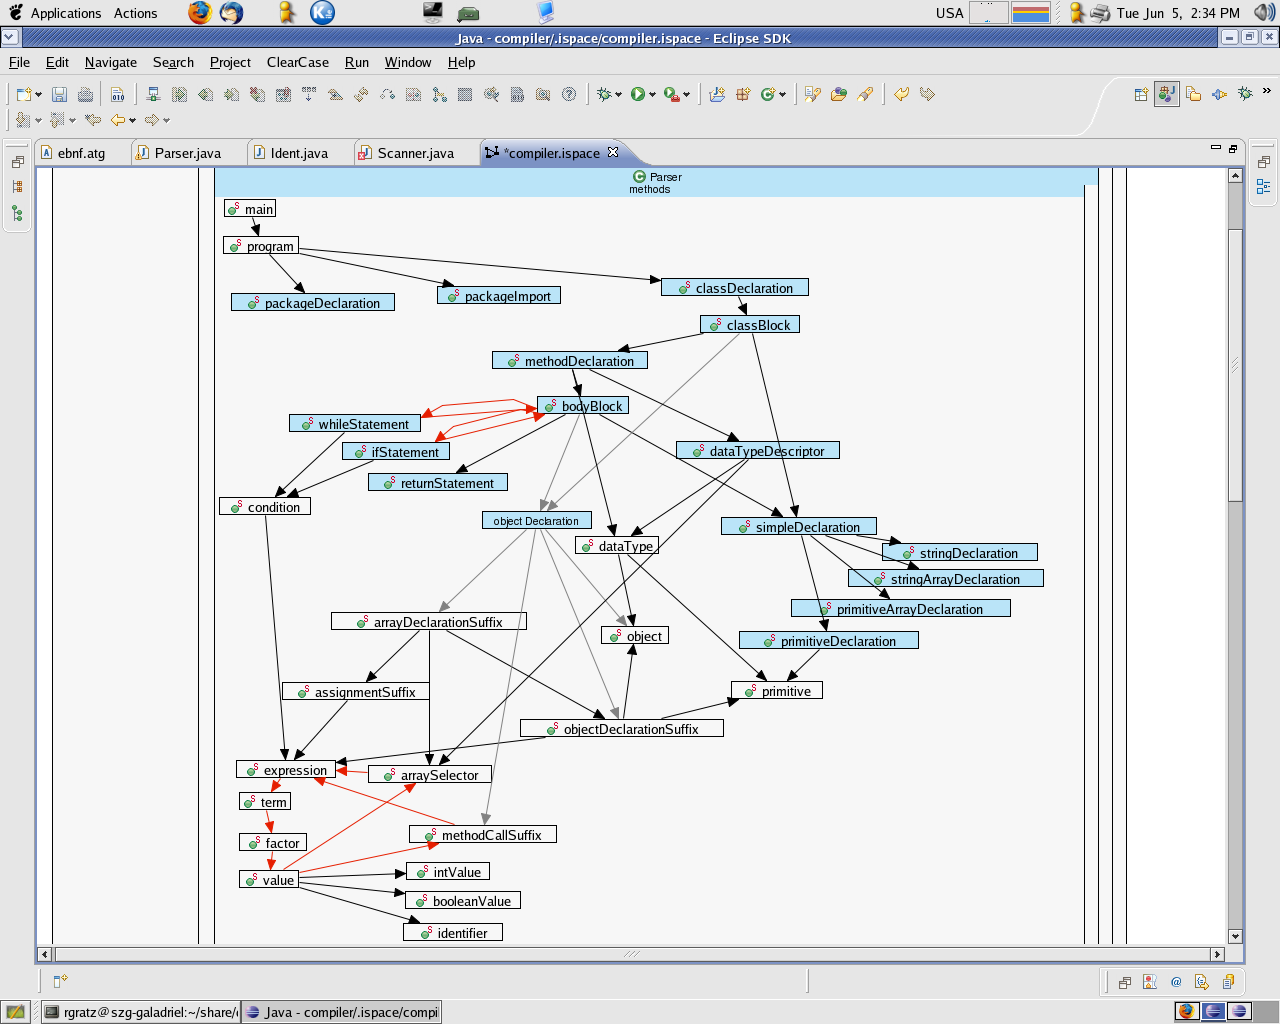 Applications Actions USA Tue Jun 5, 2:34 PM
Java - compiler/.ispace/compiler.ispace - Eclipse SDK
File Edit Navigate Search Project ClearCase Run Window Help
ebnf.atg Parser.java Ident.java Scanner.java *compiler.ispace
Parser
methods
main
program
packageDeclaration
packageImport
classDeclaration
classBlock
methodDeclaration
bodyBlock
whileStatement
ifStatement
dataTypeDescriptor
returnStatement
condition
object Declaration
simpleDeclaration
dataType
stringDeclaration
stringArrayDeclaration
primitiveArrayDeclaration
arrayDeclarationSuffix
object
primitiveDeclaration
assignmentSuffix
primitive
objectDeclarationSuffix
expression
arraySelector
term
methodCallSuffix
factor
value
intValue
booleanValue
identifier
rgratz@szg-galadriel:~/share/
Java - compiler/.ispace/compil